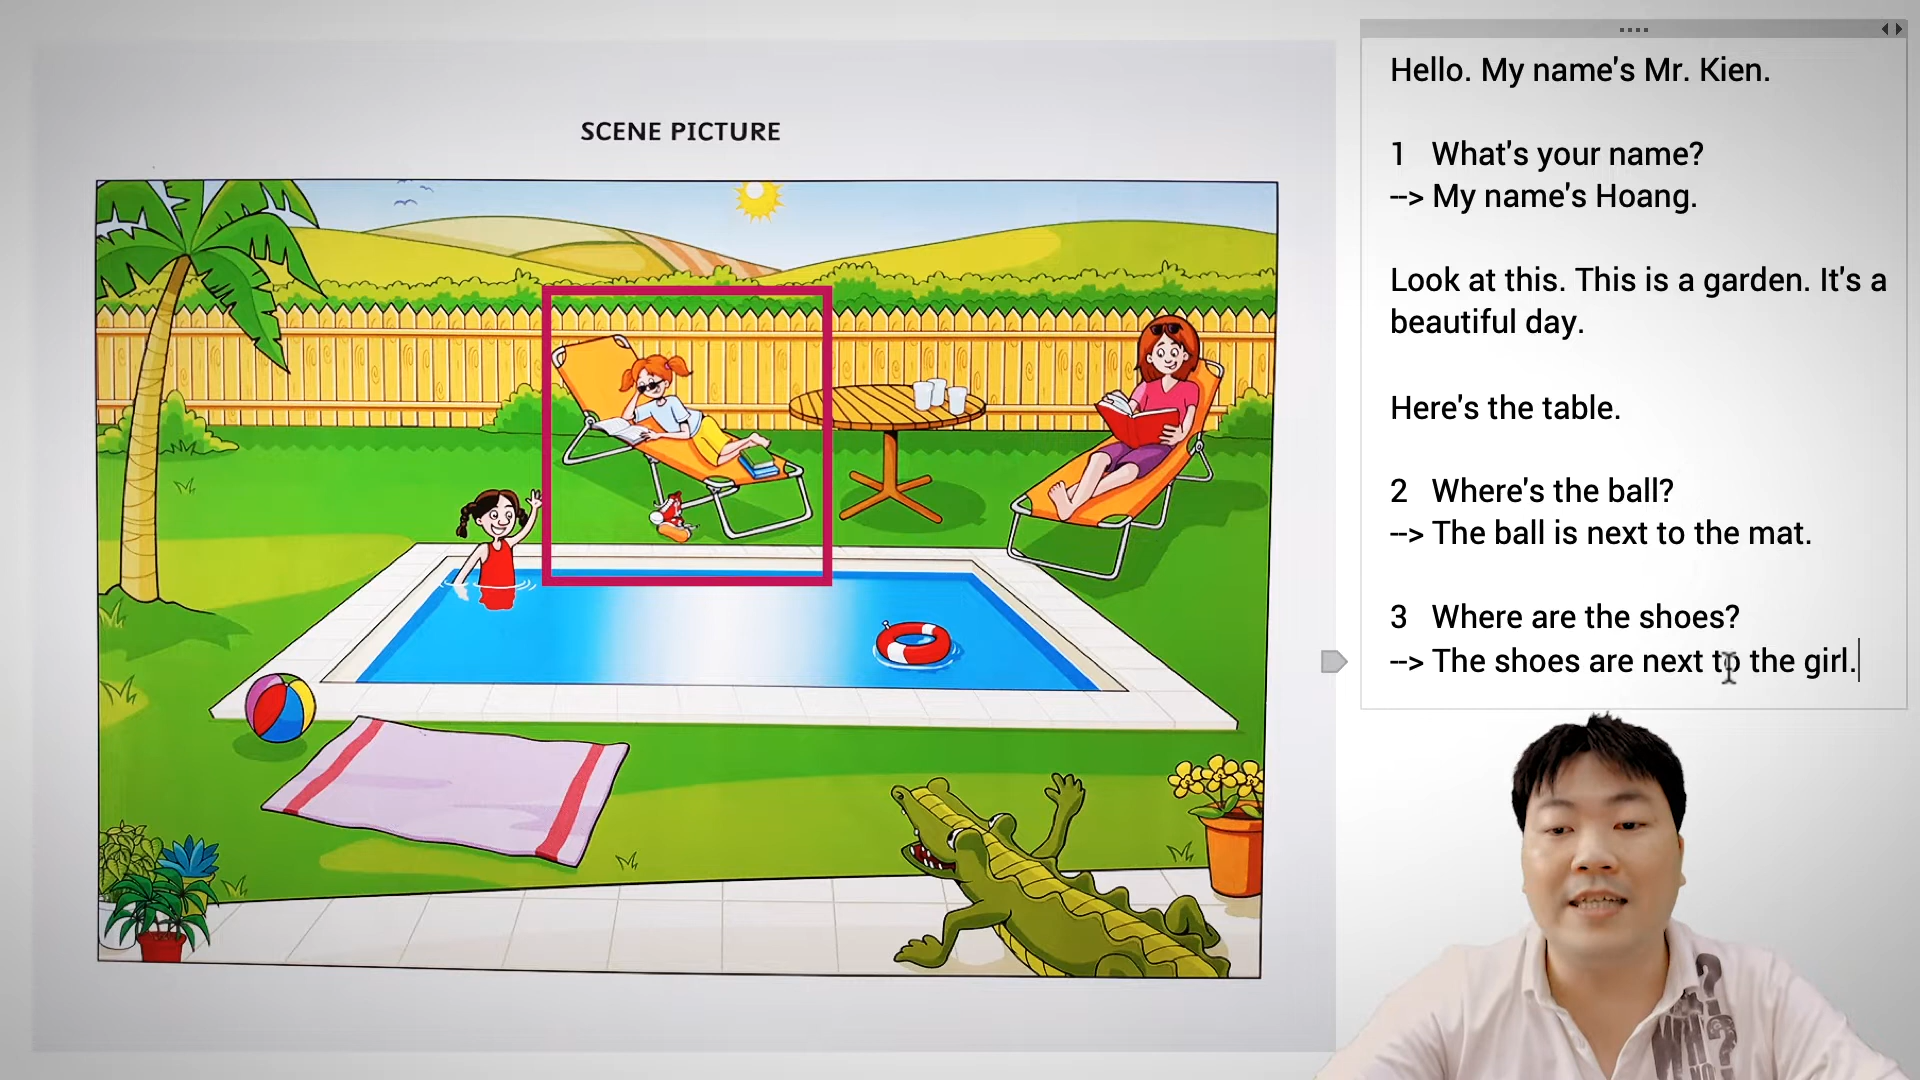 SCENE PICTURE
Hello. My name's Mr. Kien.
1 What's your name?
--> My name's Hoang.
Look at this. This is a garden. It's a
beautiful day.
Here's the table.
2 Where's the ball?
--> The ball is next to the mat.
3 Where are the shoes?
--> The shoes are next to the girl.